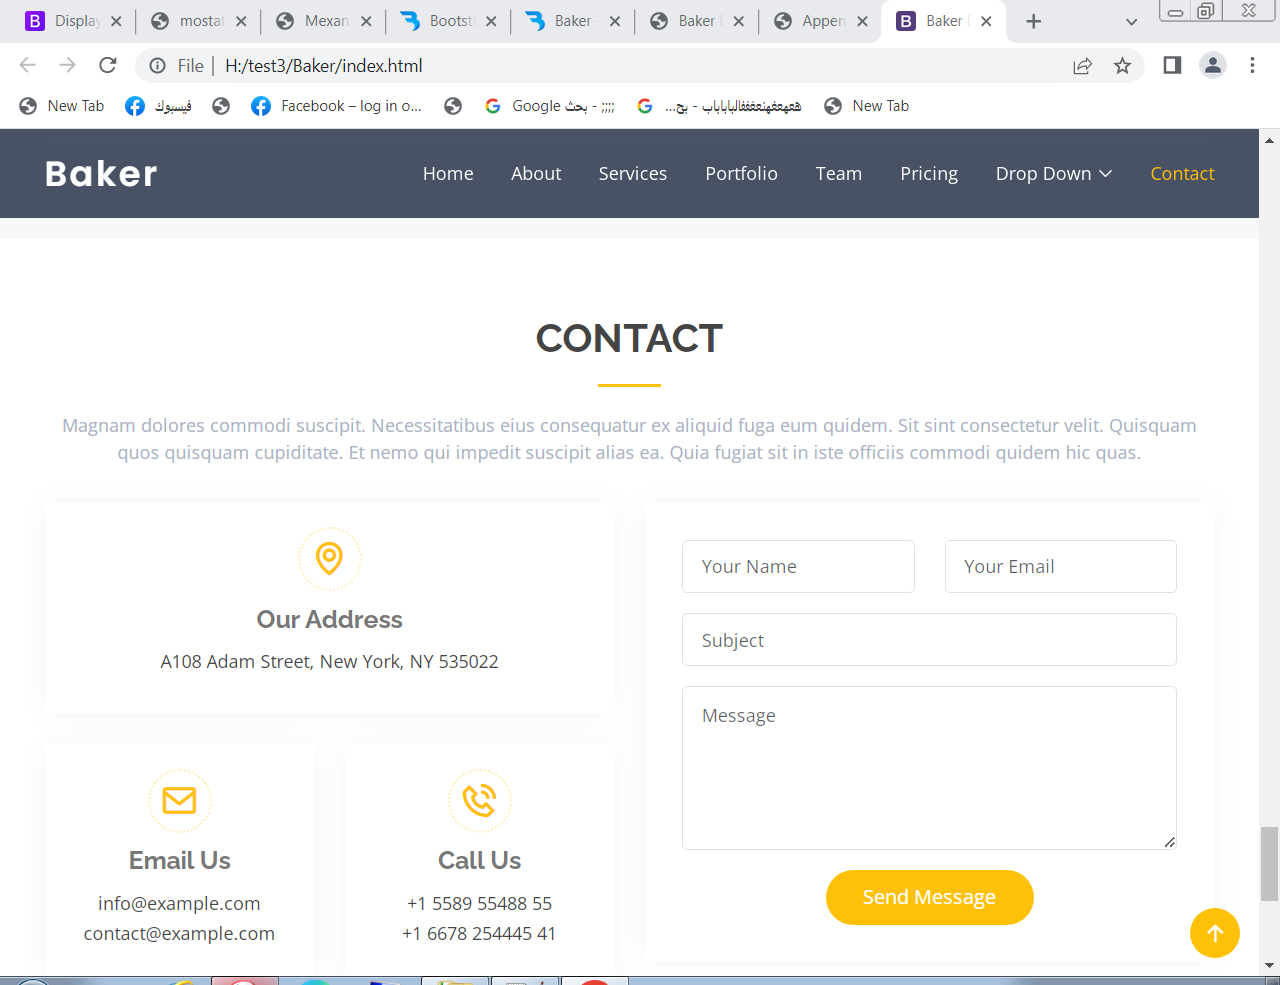 Display
mostaf
Mexan
Bootst
Baker
Baker
Appen
Baker
File | H:/test3/Baker/index.html
New Tab
فيسبوك
Facebook – log in o...
;;;; - بحث Google
ههعهعفهنعغفغالباباباب - بح...
New Tab
Baker
Home
About
Services
Portfolio
Team
Pricing
Drop Down
Contact
CONTACT
Magnam dolores commodi suscipit. Necessitatibus eius consequatur ex aliquid fuga eum quidem. Sit sint consectetur velit. Quisquam
quos quisquam cupiditate. Et nemo qui impedit suscipit alias ea. Quia fugiat sit in iste officiis commodi quidem hic quas.
Our Address
A108 Adam Street, New York, NY 535022
Email Us
info@example.com
contact@example.com
Call Us
+1 5589 55488 55
+1 6678 254445 41
Your Name
Your Email
Subject
Message
Send Message